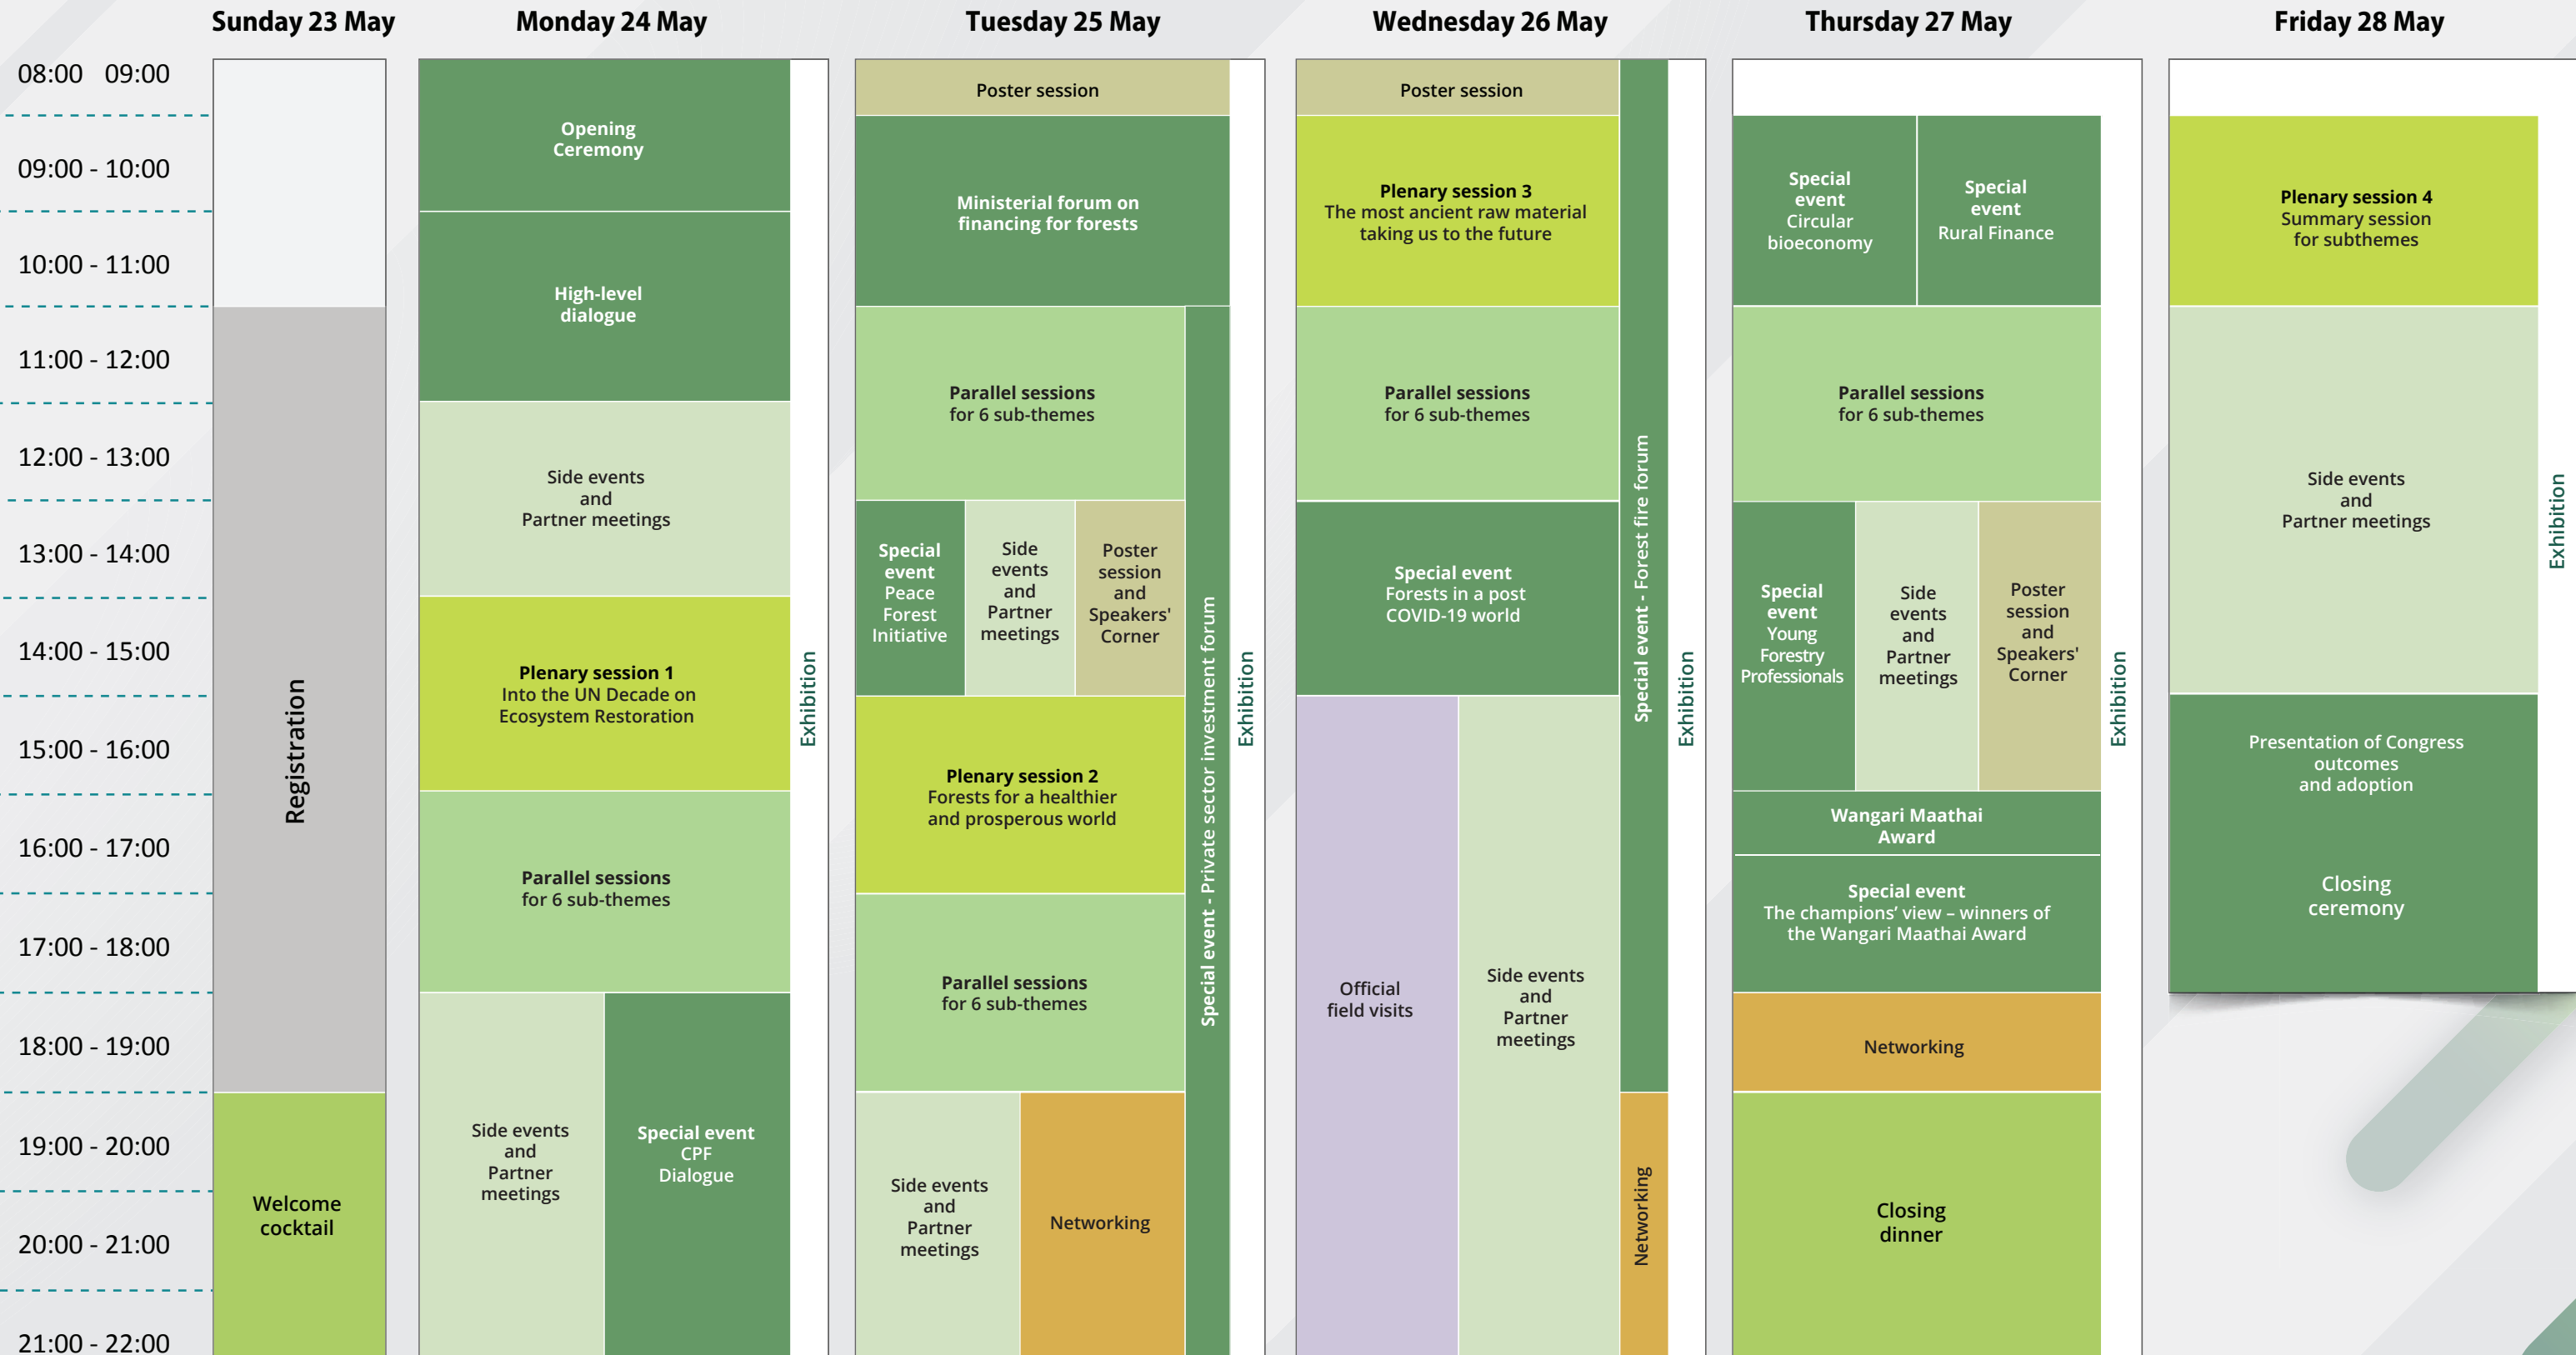 Sunday 23 May
Monday 24 May
Tuesday 25 May
Wednesday 26 May
Thursday 27 May
Friday 28 May
08:00   09:00
09:00 - 10:00
10:00 - 11:00
11:00 - 12:00
12:00 - 13:00
13:00 - 14:00
14:00 - 15:00
15:00 - 16:00
16:00 - 17:00
17:00 - 18:00
18:00 - 19:00
19:00 - 20:00
20:00 - 21:00
21:00 - 22:00
Registration
Welcome
cocktail
Opening
Ceremony
High-level
dialogue
Side events
and
Partner meetings
Plenary session 1
Into the UN Decade on
Ecosystem Restoration
Parallel sessions
for 6 sub-themes
Side events
and
Partner
meetings
Special event
CPF
Dialogue
Exhibition
Poster session
Ministerial forum on
financing for forests
Parallel sessions
for 6 sub-themes
Special
event
Peace
Forest
Initiative
Side
events
and
Partner
meetings
Poster
session
and
Speakers'
Corner
Plenary session 2
Forests for a healthier
and prosperous world
Parallel sessions
for 6 sub-themes
Side events
and
Partner
meetings
Networking
Special event - Private sector investment forum
Exhibition
Poster session
Plenary session 3
The most ancient raw material
taking us to the future
Parallel sessions
for 6 sub-themes
Special event
Forests in a post
COVID-19 world
Official
field visits
Side events
and
Partner
meetings
Special event - Forest fire forum
Networking
Exhibition
Special
event
Circular
bioeconomy
Special
event
Rural Finance
Parallel sessions
for 6 sub-themes
Special
event
Young
Forestry
Professionals
Side
events
and
Partner
meetings
Poster
session
and
Speakers'
Corner
Wangari Maathai
Award
Special event
The champions’ view – winners of
the Wangari Maathai Award
Networking
Closing
dinner
Exhibition
Plenary session 4
Summary session
for subthemes
Side events
and
Partner meetings
Presentation of Congress
outcomes
and adoption
Closing
ceremony
Exhibition